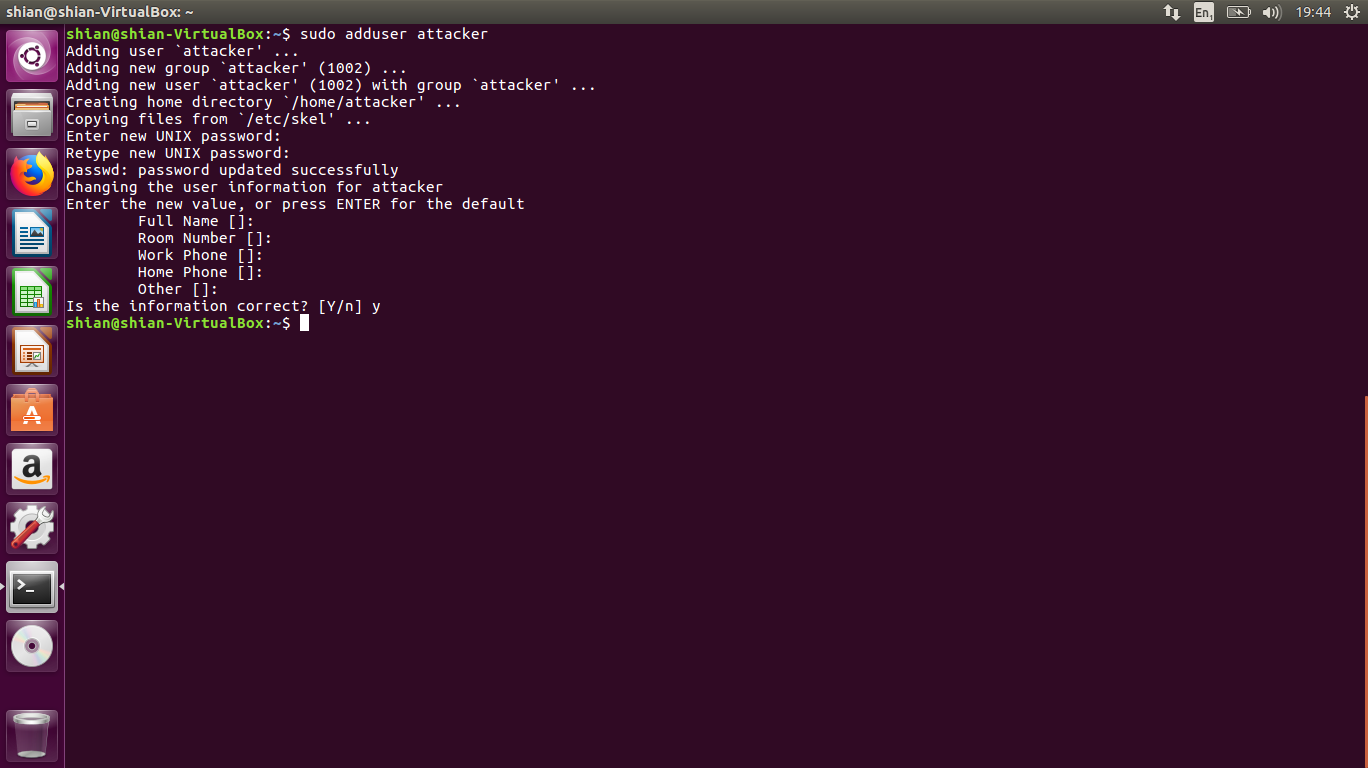 shian@shian-VirtualBox: ~
En1
19:44
shian@shian-VirtualBox:~$ sudo adduser attacker
Adding user `attacker' ...
Adding new group `attacker' (1002) ...
Adding new user `attacker' (1002) with group `attacker' ...
Creating home directory `/home/attacker' ...
Copying files from `/etc/skel' ...
Enter new UNIX password:
Retype new UNIX password:
passwd: password updated successfully
Changing the user information for attacker
Enter the new value, or press ENTER for the default
        Full Name []:
        Room Number []:
        Work Phone []:
        Home Phone []:
        Other []:
Is the information correct? [Y/n] y
shian@shian-VirtualBox:~$